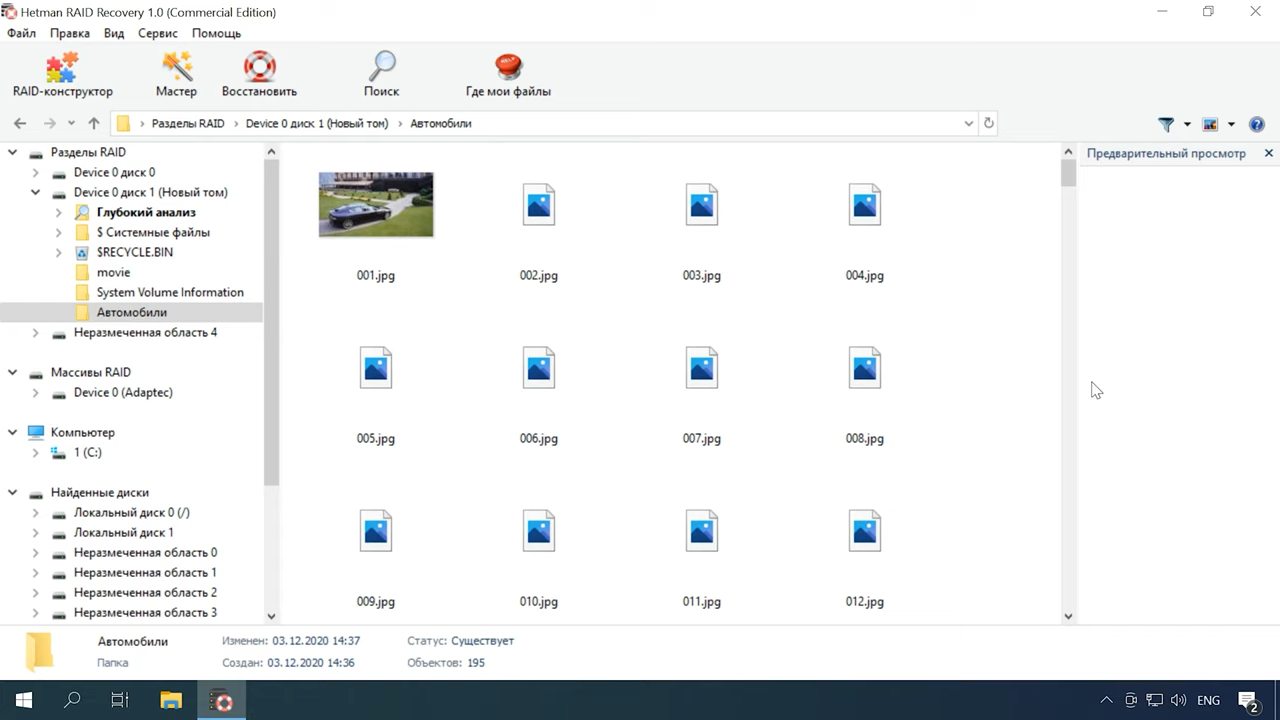 Hetman RAID Recovery 1.0 (Commercial Edition)
Файл Правка Вид Сервис Помощь
RAID-конструктор Мастер Восстановить Поиск HELP Где мои файлы
Разделы RAID Device 0 диск 1 (Новый том) Автомобили
Разделы RAID
Device 0 диск 0
Device 0 диск 1 (Новый том)
Глубокий анализ
$ Системные файлы
$RECYCLE.BIN
movie
System Volume Information
Автомобили
Неразмеченная область 4
Массивы RAID
Device 0 (Adaptec)
Компьютер
1 (C:)
Найденные диски
Локальный диск 0 (/)
Локальный диск 1
Неразмеченная область 0
Неразмеченная область 1
Неразмеченная область 2
Неразмеченная область 3
001.jpg 002.jpg 003.jpg 004.jpg
005.jpg 006.jpg 007.jpg 008.jpg
009.jpg 010.jpg 011.jpg 012.jpg
Предварительный просмотр
Автомобили Изменен: 03.12.2020 14:37 Статус: Существует
Папка Создан: 03.12.2020 14:36 Объектов: 195
ENG 2